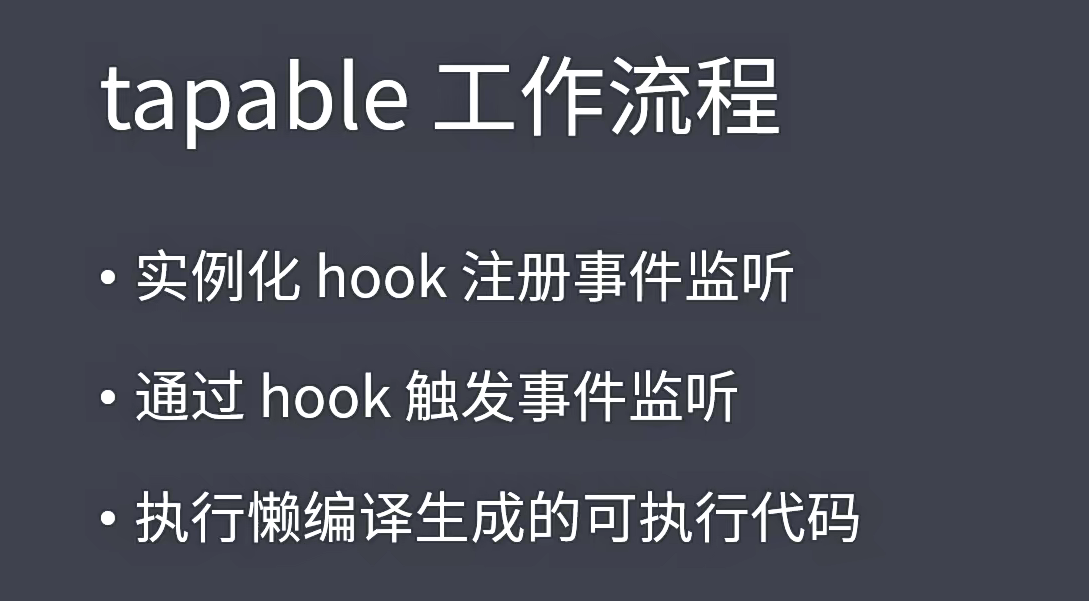 tapable 工作流程
• 实例化 hook 注册事件监听
• 通过 hook 触发事件监听
• 执行懒编译生成的可执行代码